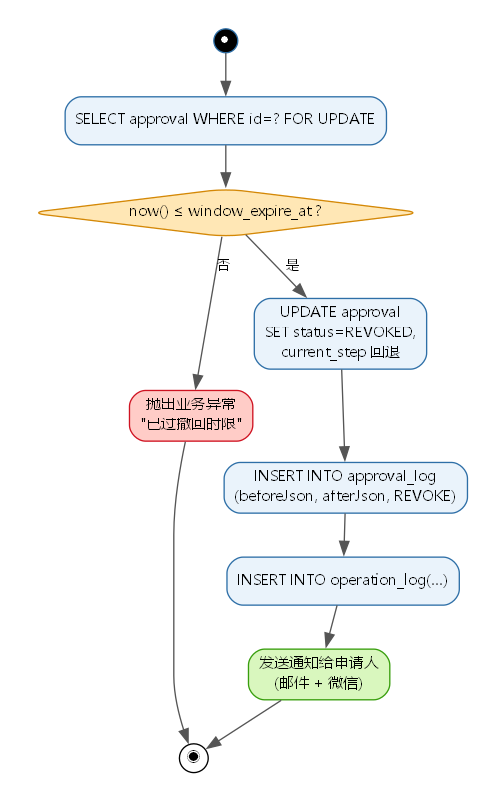 SELECT approval WHERE id=? FOR UPDATE
now() ≤ window_expire_at ?
否
是
UPDATE approval
SET status=REVOKED,
current_step 回退
抛出业务异常
"已过撤回时限"
INSERT INTO approval_log
(beforeJson, afterJson, REVOKE)
INSERT INTO operation_log(...)
发送通知给申请人
(邮件 + 微信)